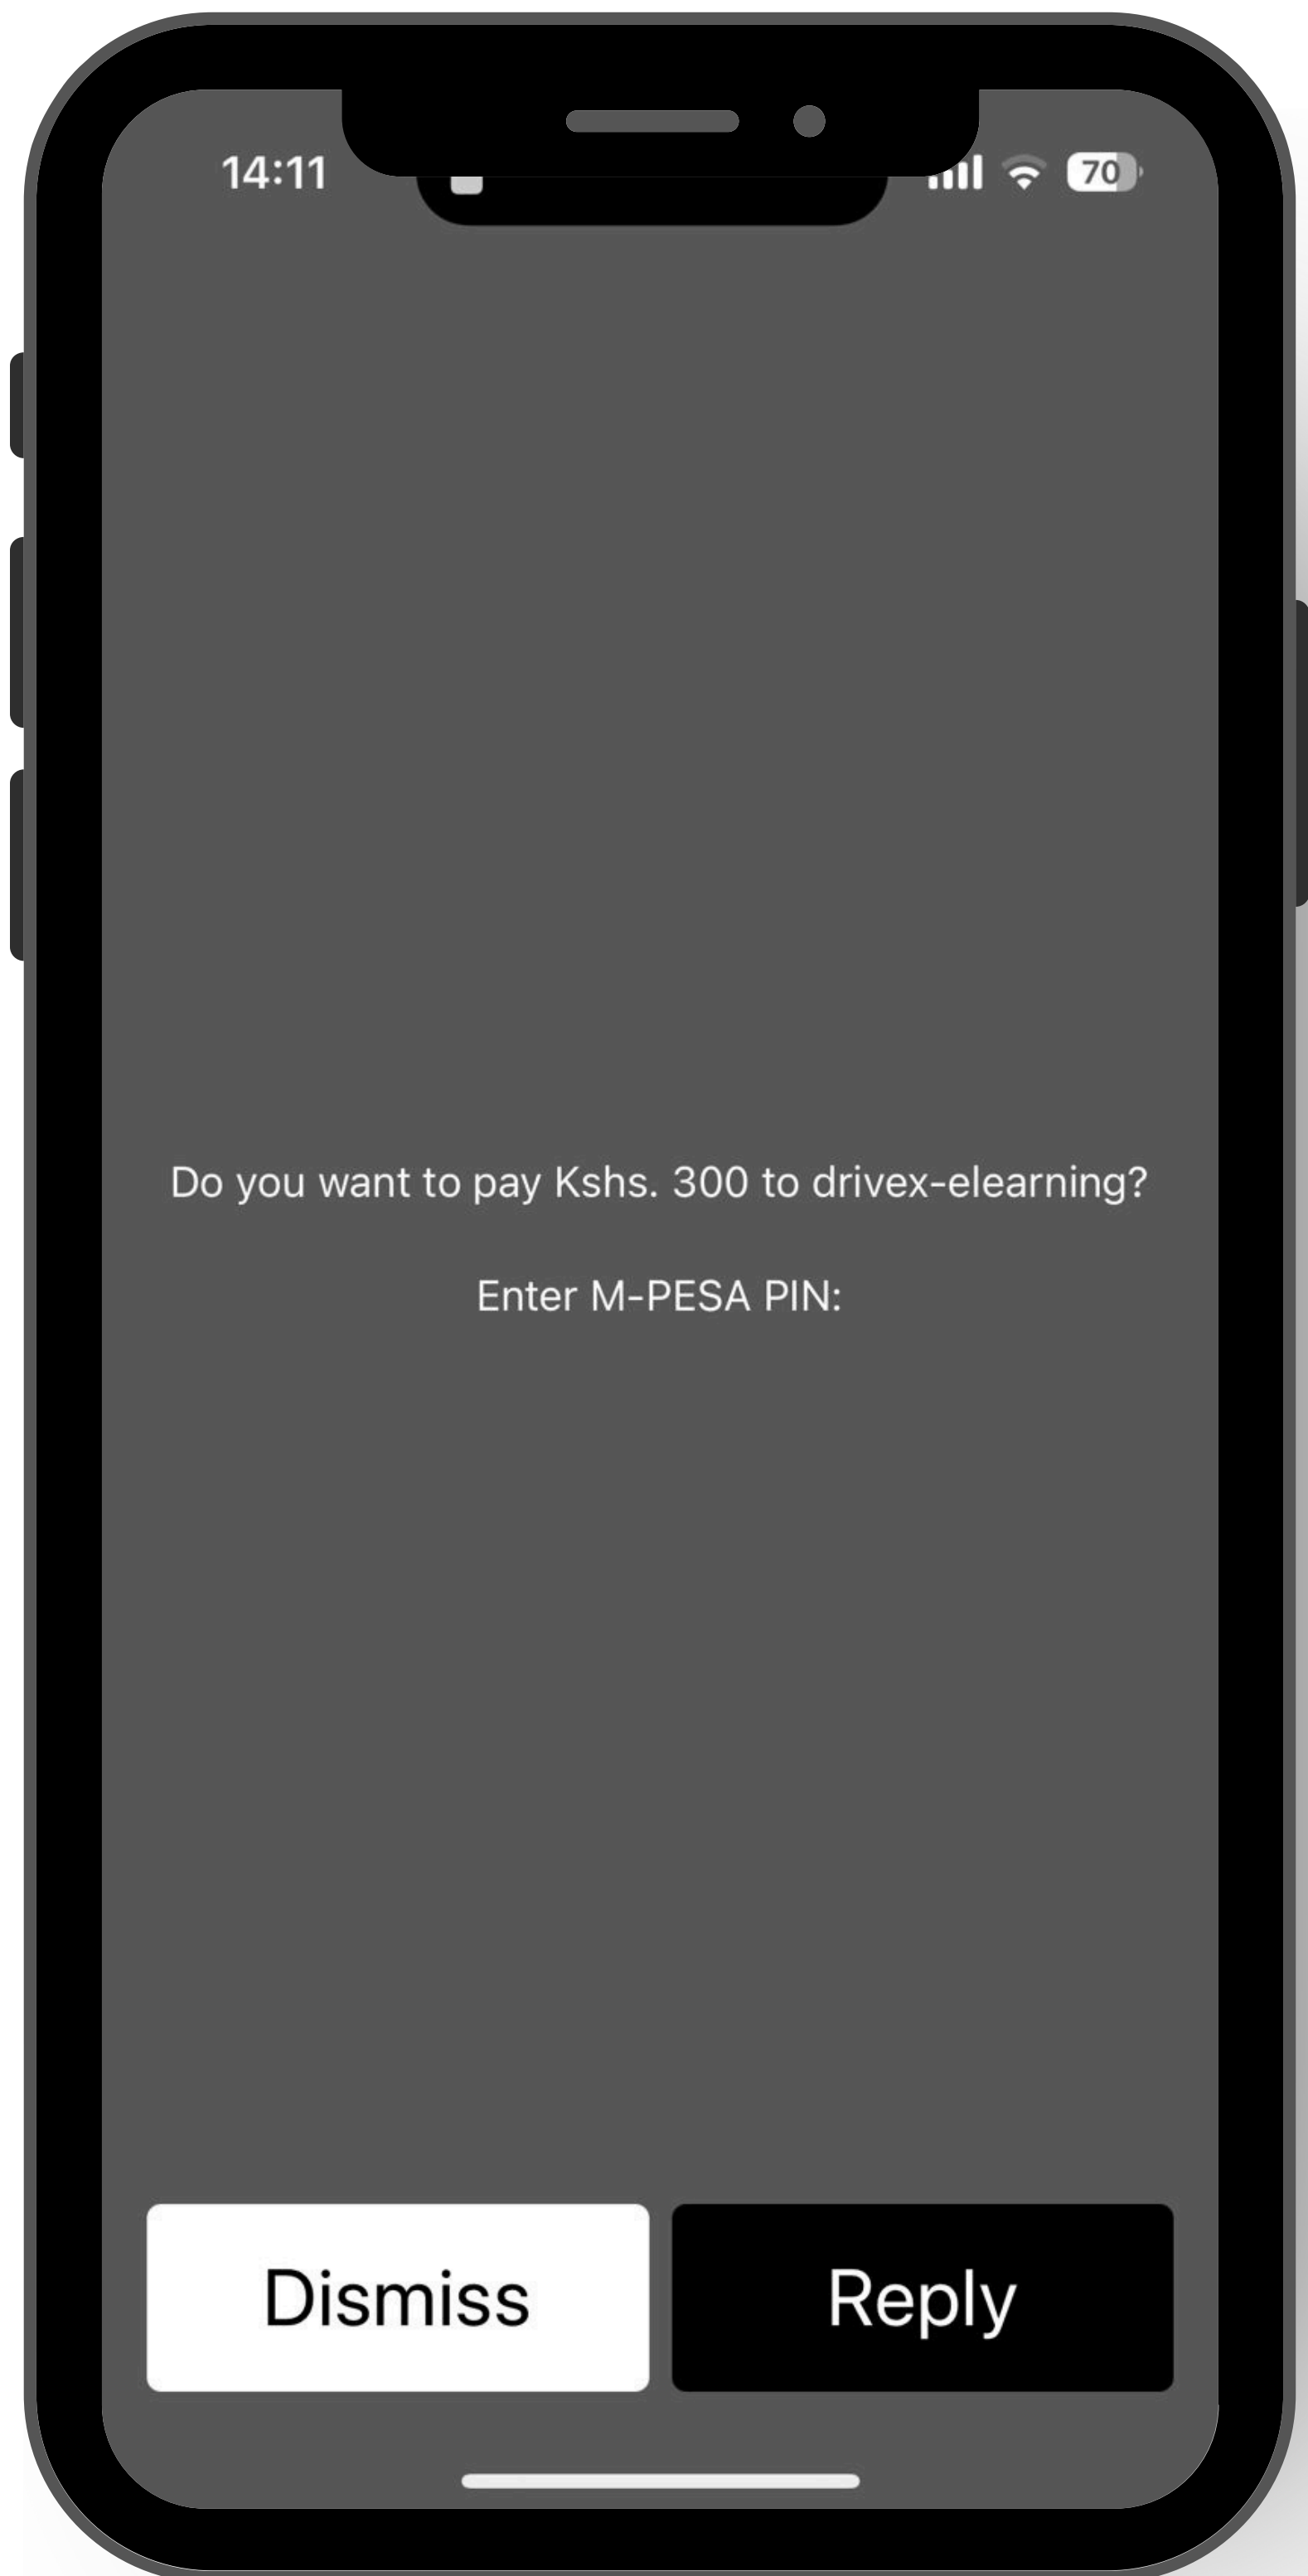 14:11
70
Do you want to pay Kshs. 300 to drivex-elearning?
Enter M-PESA PIN:
Dismiss
Reply